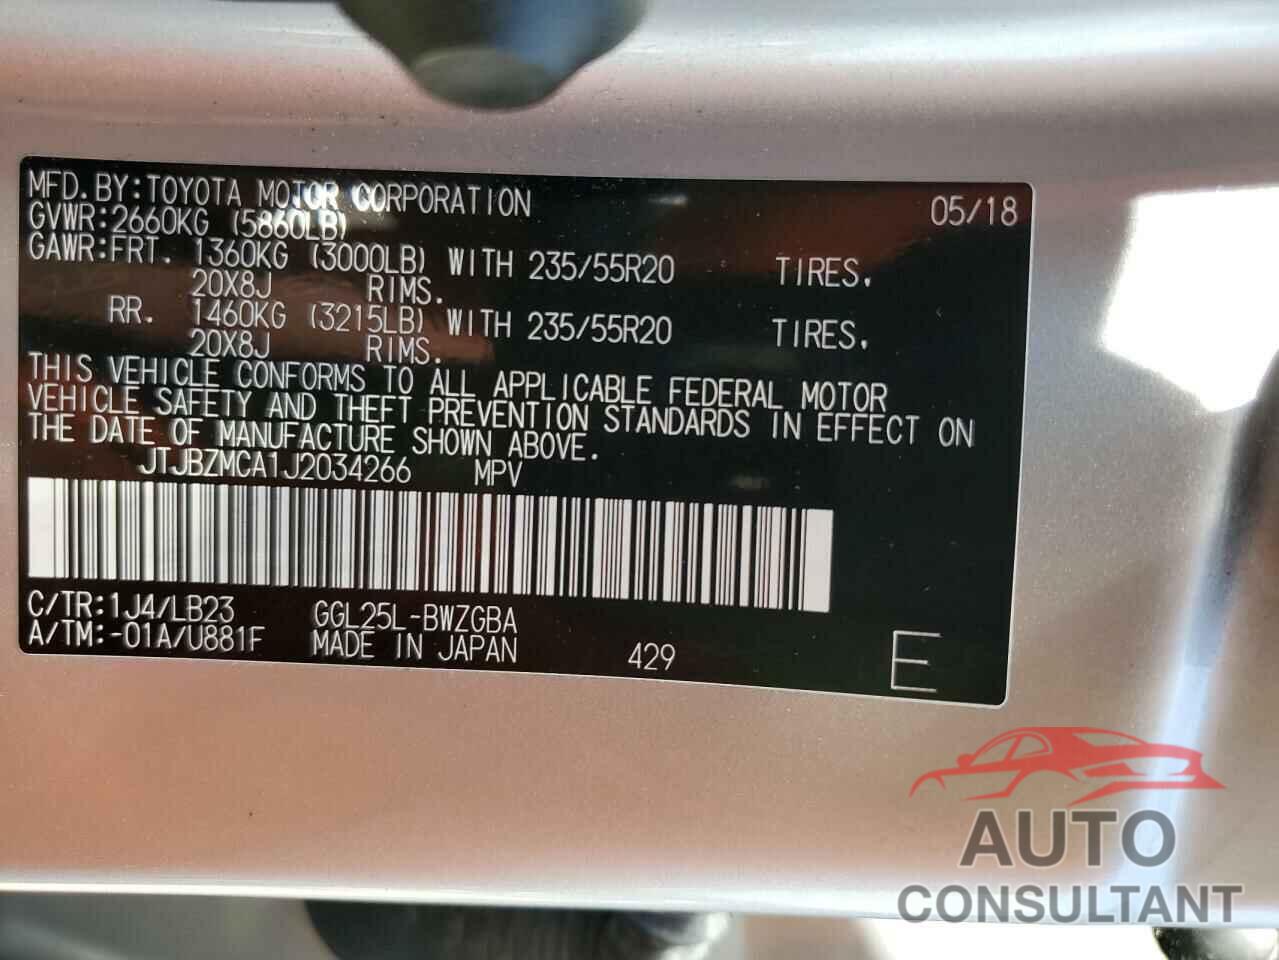 MFD.BY:TOYOTA MOTOR CORPORATION 05/18
GVWR:2660KG (5860LB)
GAWR:FRT. 1360KG (3000LB) WITH 235/55R20 TIRES,
20X8J RIMS.
RR. 1460KG (3215LB) WITH 235/55R20 TIRES,
20X8J RIMS.
THIS VEHICLE CONFORMS TO ALL APPLICABLE FEDERAL MOTOR
VEHICLE SAFETY AND THEFT PREVENTION STANDARDS IN EFFECT ON
THE DATE OF MANUFACTURE SHOWN ABOVE.
JTJBZMCA1J2034266 MPV
C/TR:1J4/LB23 GGL25L-BWZGBA
A/TM:-01A/U881F MADE IN JAPAN 429 E
AUTO
CONSULTANT